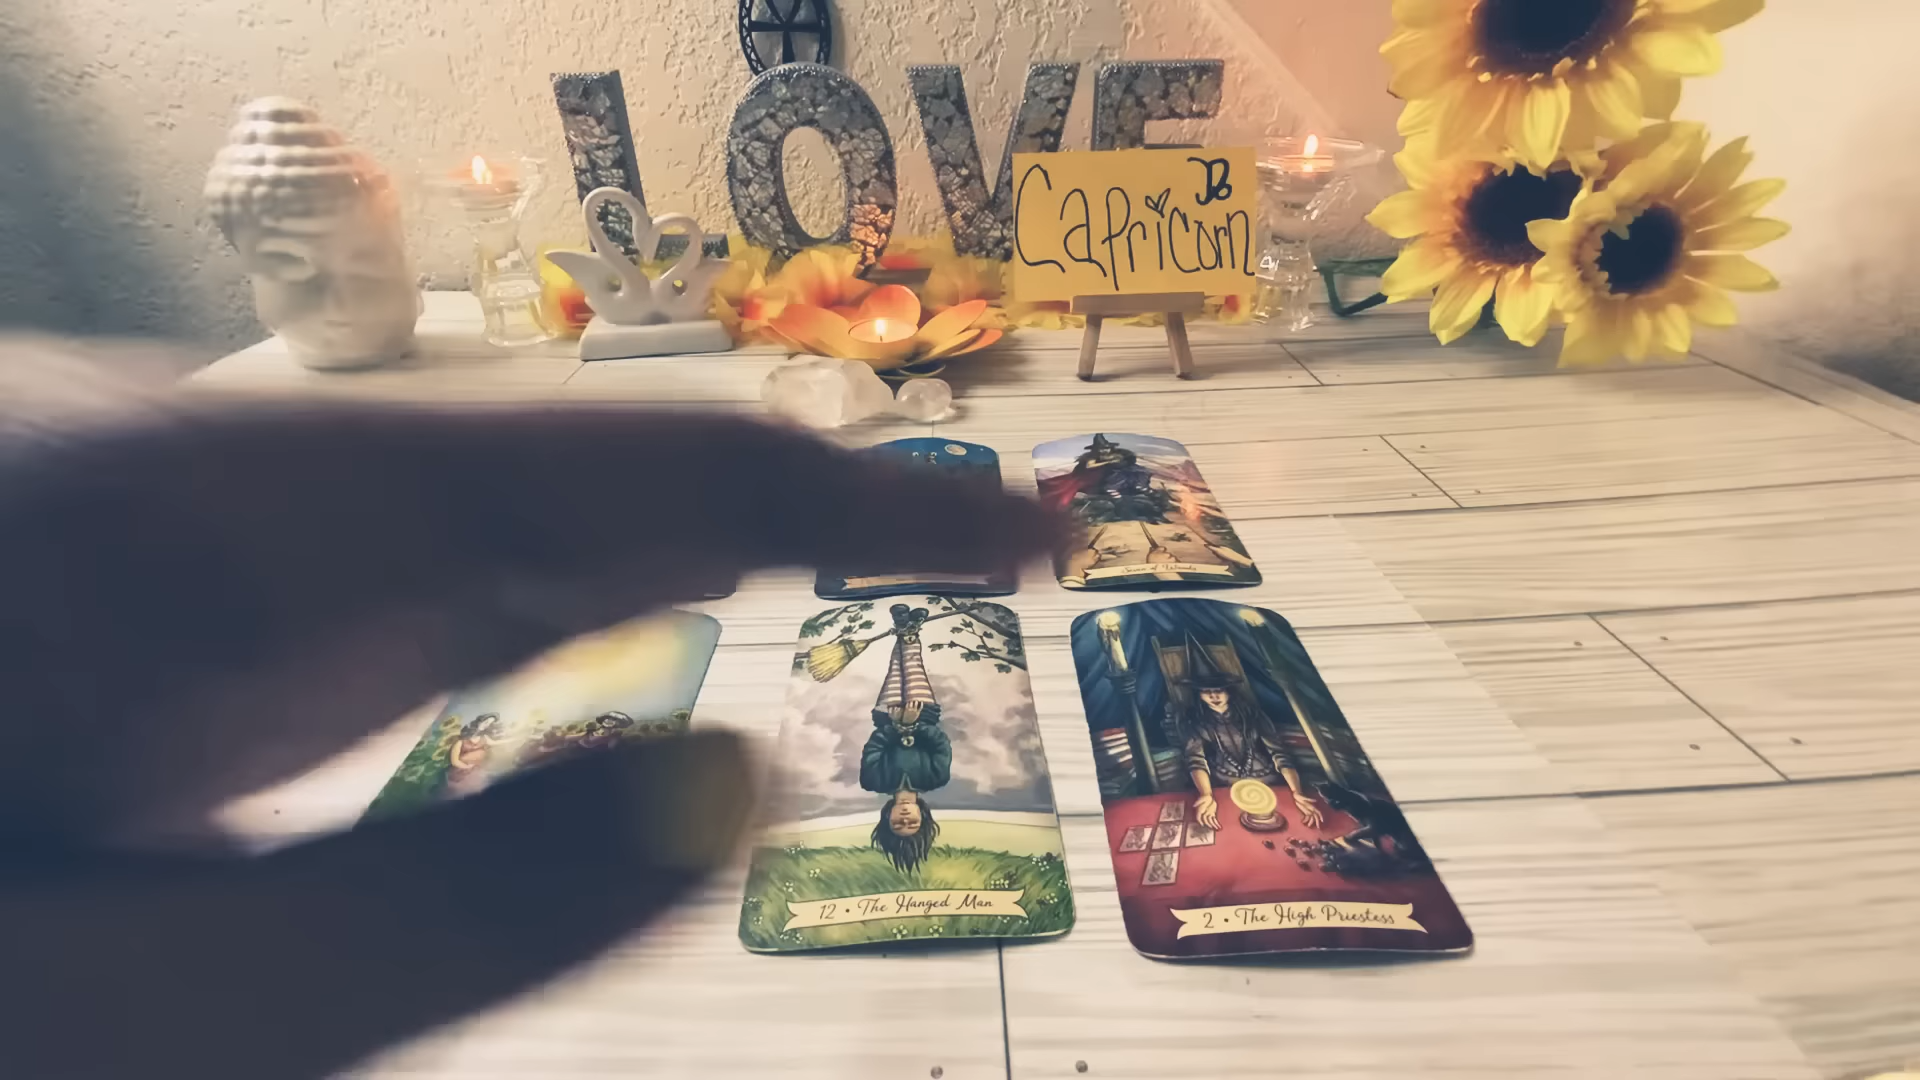 LOVE
Capricorn
Seven of Wands
12 • The Hanged Man
2 • The High Priestess